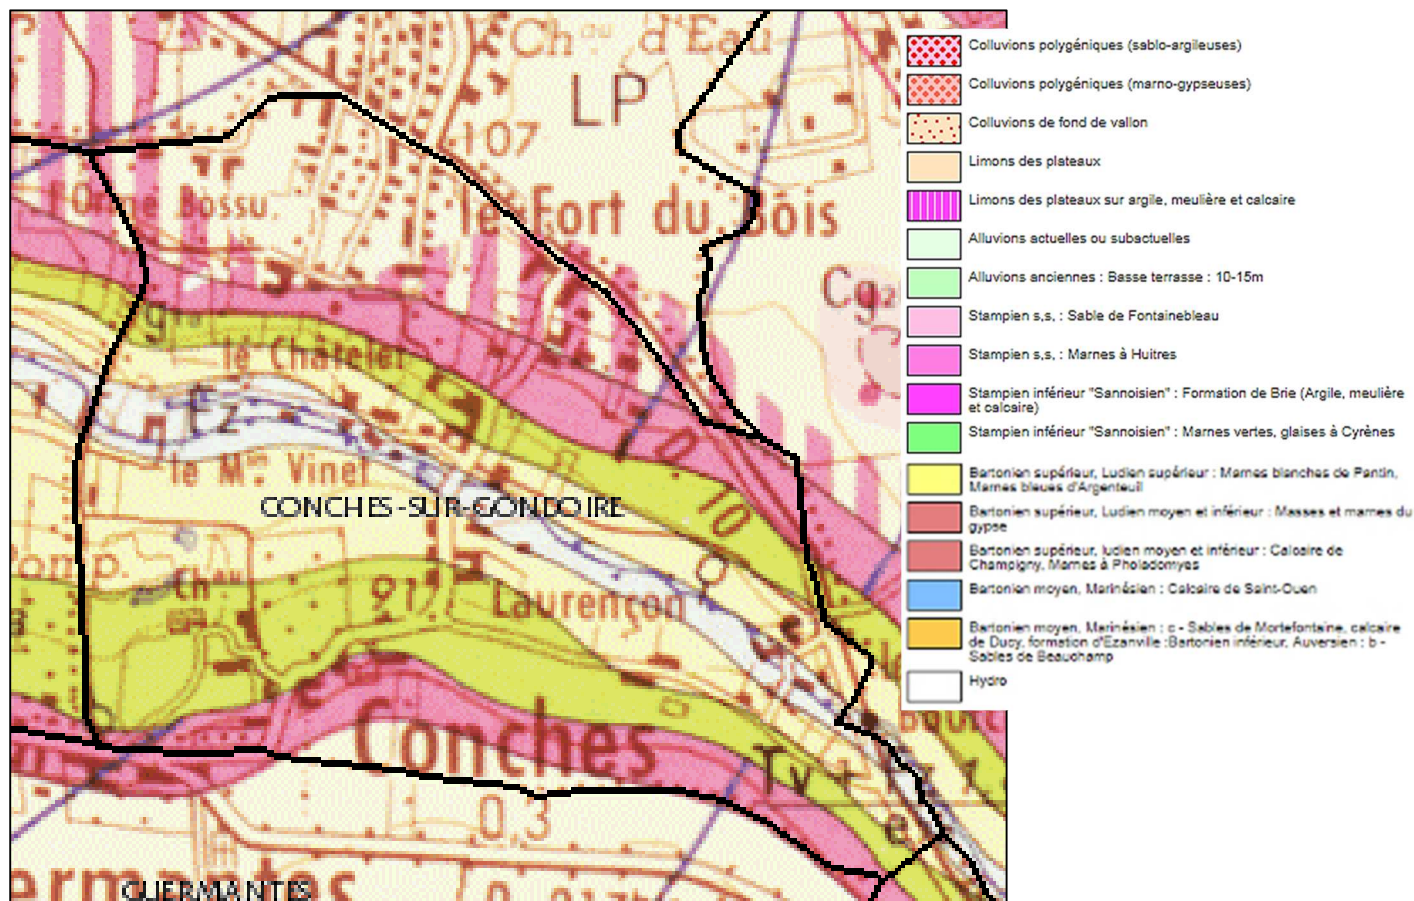 Ch au d'Eau
LP
107
l'Orme Bossu
le Fort du Bois
g1a
le Châtelet
Fz
0
le Min Vinet
CONCHES-SUR-GONDOIRE
10
Ch au
91
Laurençon
Conches
0,3
e
GUERMANTES
Colluvions polygéniques (sablo-argileuses)
Colluvions polygéniques (marno-gypseuses)
Colluvions de fond de vallon
Limons des plateaux
Limons des plateaux sur argile, meulière et calcaire
Alluvions actuelles ou subactuelles
Alluvions anciennes : Basse terrasse : 10-15m
Stampien s,s, : Sable de Fontainebleau
Stampien s,s, : Marnes à Huitres
Stampien inférieur "Sannoisien" : Formation de Brie (Argile, meulière
et calcaire)
Stampien inférieur "Sannoisien" : Marnes vertes, glaises à Cyrènes
Bartonien supérieur, Ludien supérieur : Marnes blanches de Pantin,
Marnes bleues d'Argenteuil
Bartonien supérieur, Ludien moyen et inférieur : Masses et marnes du
gypse
Bartonien supérieur, ludien moyen et inférieur : Calcaire de
Champigny, Marnes à Pholadomyes
Bartonien moyen, Marinésien : Calcaire de Saint-Ouen
Bartonien moyen, Marinésien : c - Sables de Mortefontaine, calcaire
de Ducy, formation d'Ezanville :Bartonien inférieur, Auversien : b -
Sables de Beauchamp
Hydro